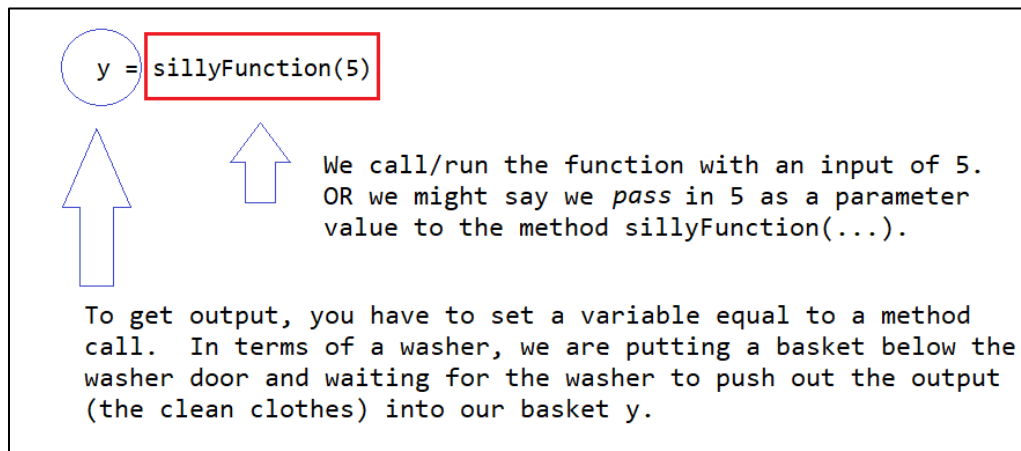 y = sillyFunction(5)
We call/run the function with an input of 5.
OR we might say we pass in 5 as a parameter
value to the method sillyFunction(...).
To get output, you have to set a variable equal to a method
call.  In terms of a washer, we are putting a basket below the
washer door and waiting for the washer to push out the output
(the clean clothes) into our basket y.